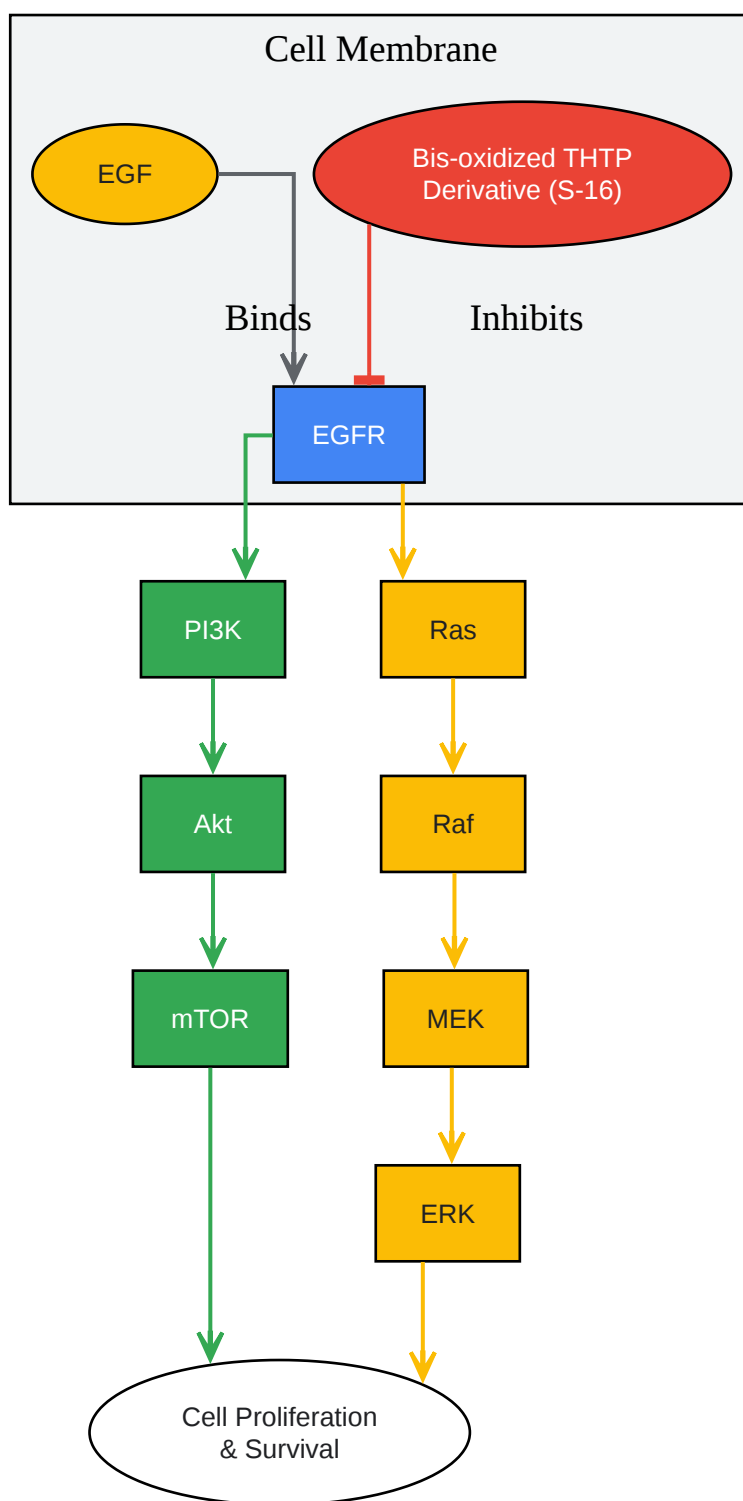 Cell Membrane
EGF
Bis-oxidized THTP
Derivative (S-16)
Binds
Inhibits
EGFR
PI3K
Ras
Akt
Raf
mTOR
MEK
ERK
Cell Proliferation
& Survival